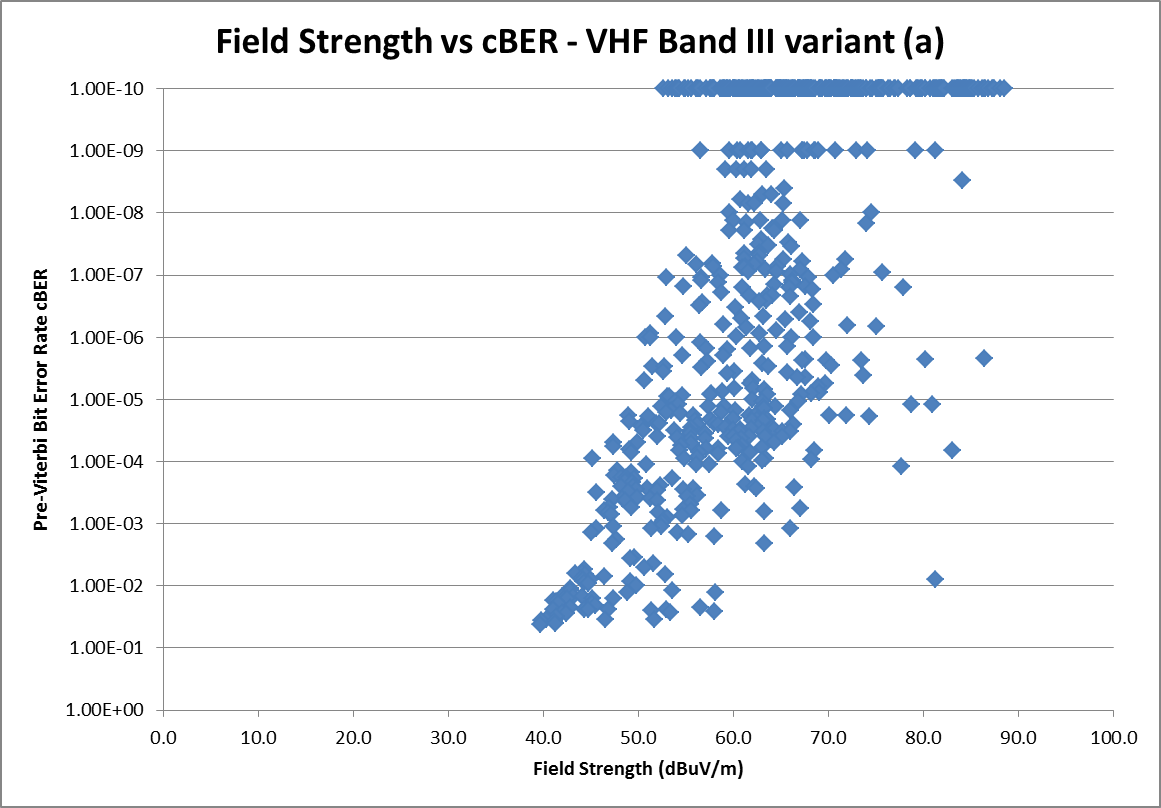 Field Strength vs cBER - VHF Band III variant (a)
1.00E-10
1.00E-09
1.00E-08
1.00E-07
1.00E-06
1.00E-05
1.00E-04
1.00E-03
1.00E-02
1.00E-01
1.00E+00
Pre-Viterbi Bit Error Rate cBER
0.0 10.0 20.0 30.0 40.0 50.0 60.0 70.0 80.0 90.0 100.0
Field Strength (dBuV/m)